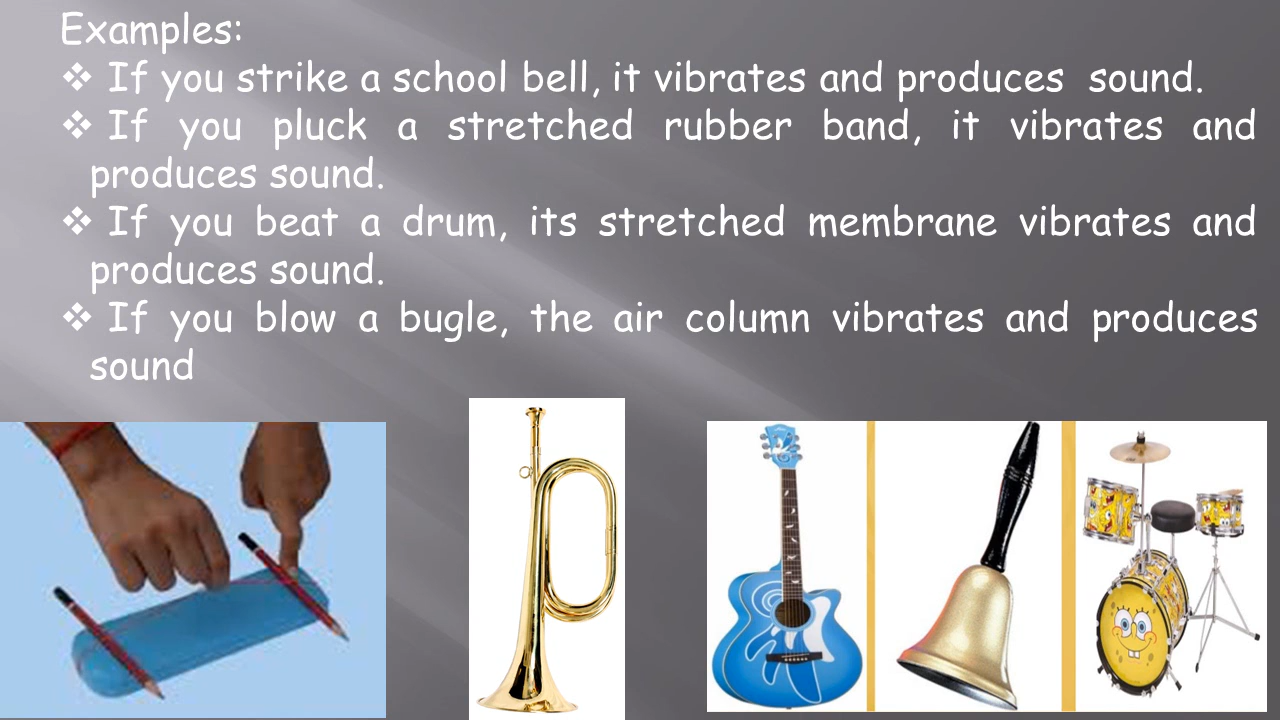 Examples:
❖ If you strike a school bell, it vibrates and produces  sound.
❖ If you pluck a stretched rubber band, it vibrates and
produces sound.
❖ If you beat a drum, its stretched membrane vibrates and
produces sound.
❖ If you blow a bugle, the air column vibrates and produces
sound